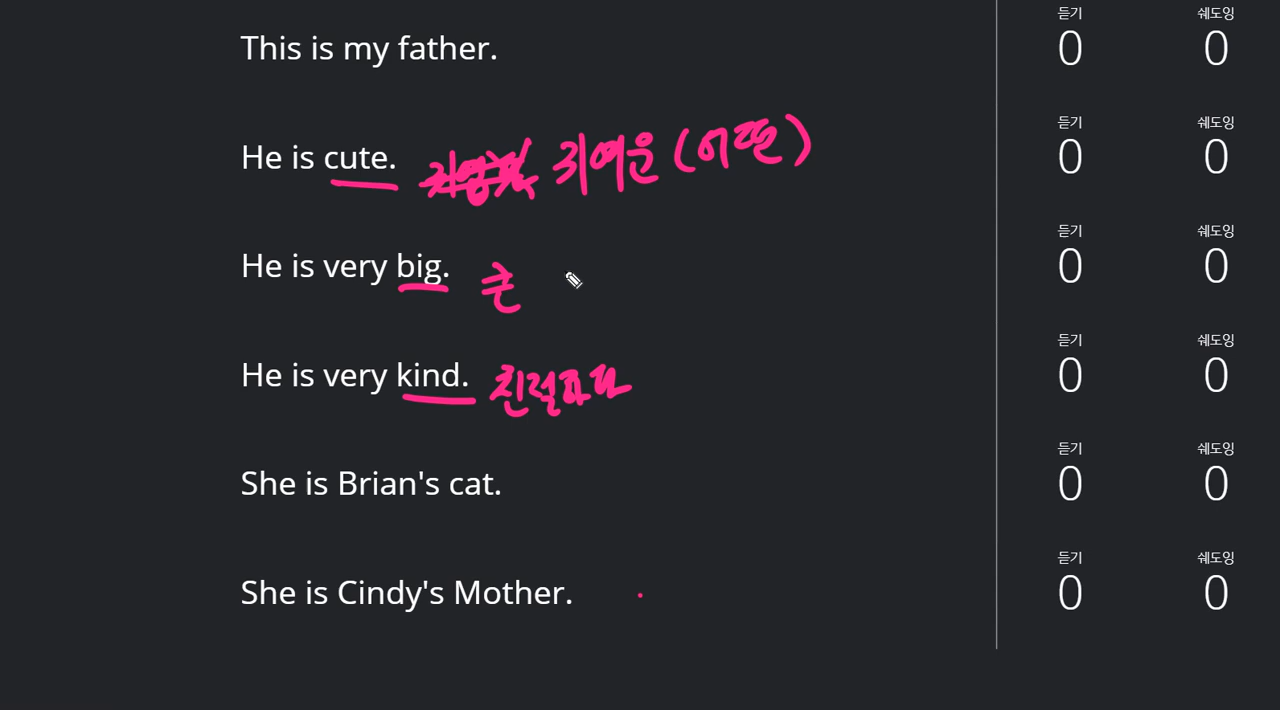 듣기 쉐도잉
This is my father. 0 0
듣기 쉐도잉
He is cute. 귀여운 (어떤) 0 0
듣기 쉐도잉
He is very big. 큰 0 0
듣기 쉐도잉
He is very kind. 0 0
듣기 쉐도잉
She is Brian's cat. 0 0
듣기 쉐도잉
She is Cindy's Mother. 0 0